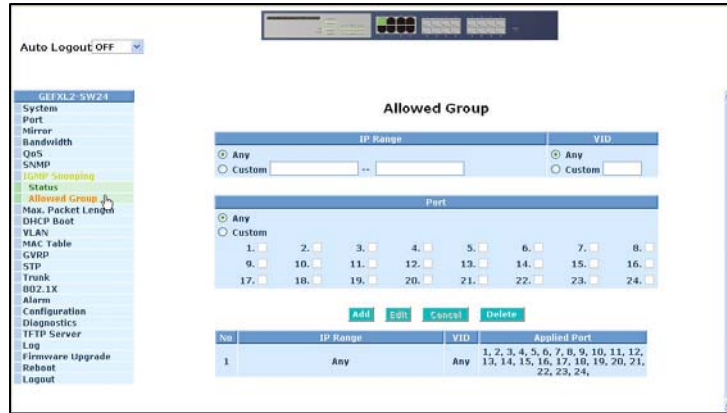 Auto Logout OFF
GEFXL2-SW24
System
Port
Mirror
Bandwidth
QoS
SNMP
IGMP Snooping
Status
Allowed Group
Max. Packet Length
DHCP Boot
VLAN
MAC Table
GVRP
STP
Trunk
802.1X
Alarm
Configuration
Diagnostics
TFTP Server
Log
Firmware Upgrade
Reboot
Logout
Allowed Group
IP Range VID
Any Any
Custom -- Custom
Port
Any
Custom
1. 2. 3. 4. 5. 6. 7. 8.
9. 10. 11. 12. 13. 14. 15. 16.
17. 18. 19. 20. 21. 22. 23. 24.
Add Edit Cancel Delete
No IP Range VID Applied Port
1 Any Any 1, 2, 3, 4, 5, 6, 7, 8, 9, 10, 11, 12,
13, 14, 15, 16, 17, 18, 19, 20, 21,
22, 23, 24,